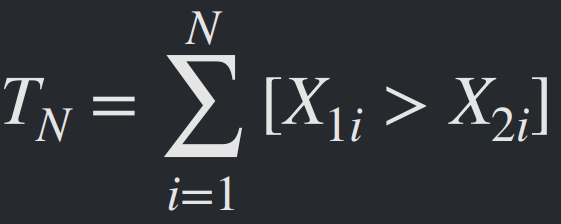 T_N = \sum_{i=1}^{N} [X_{1i} > X_{2i}]